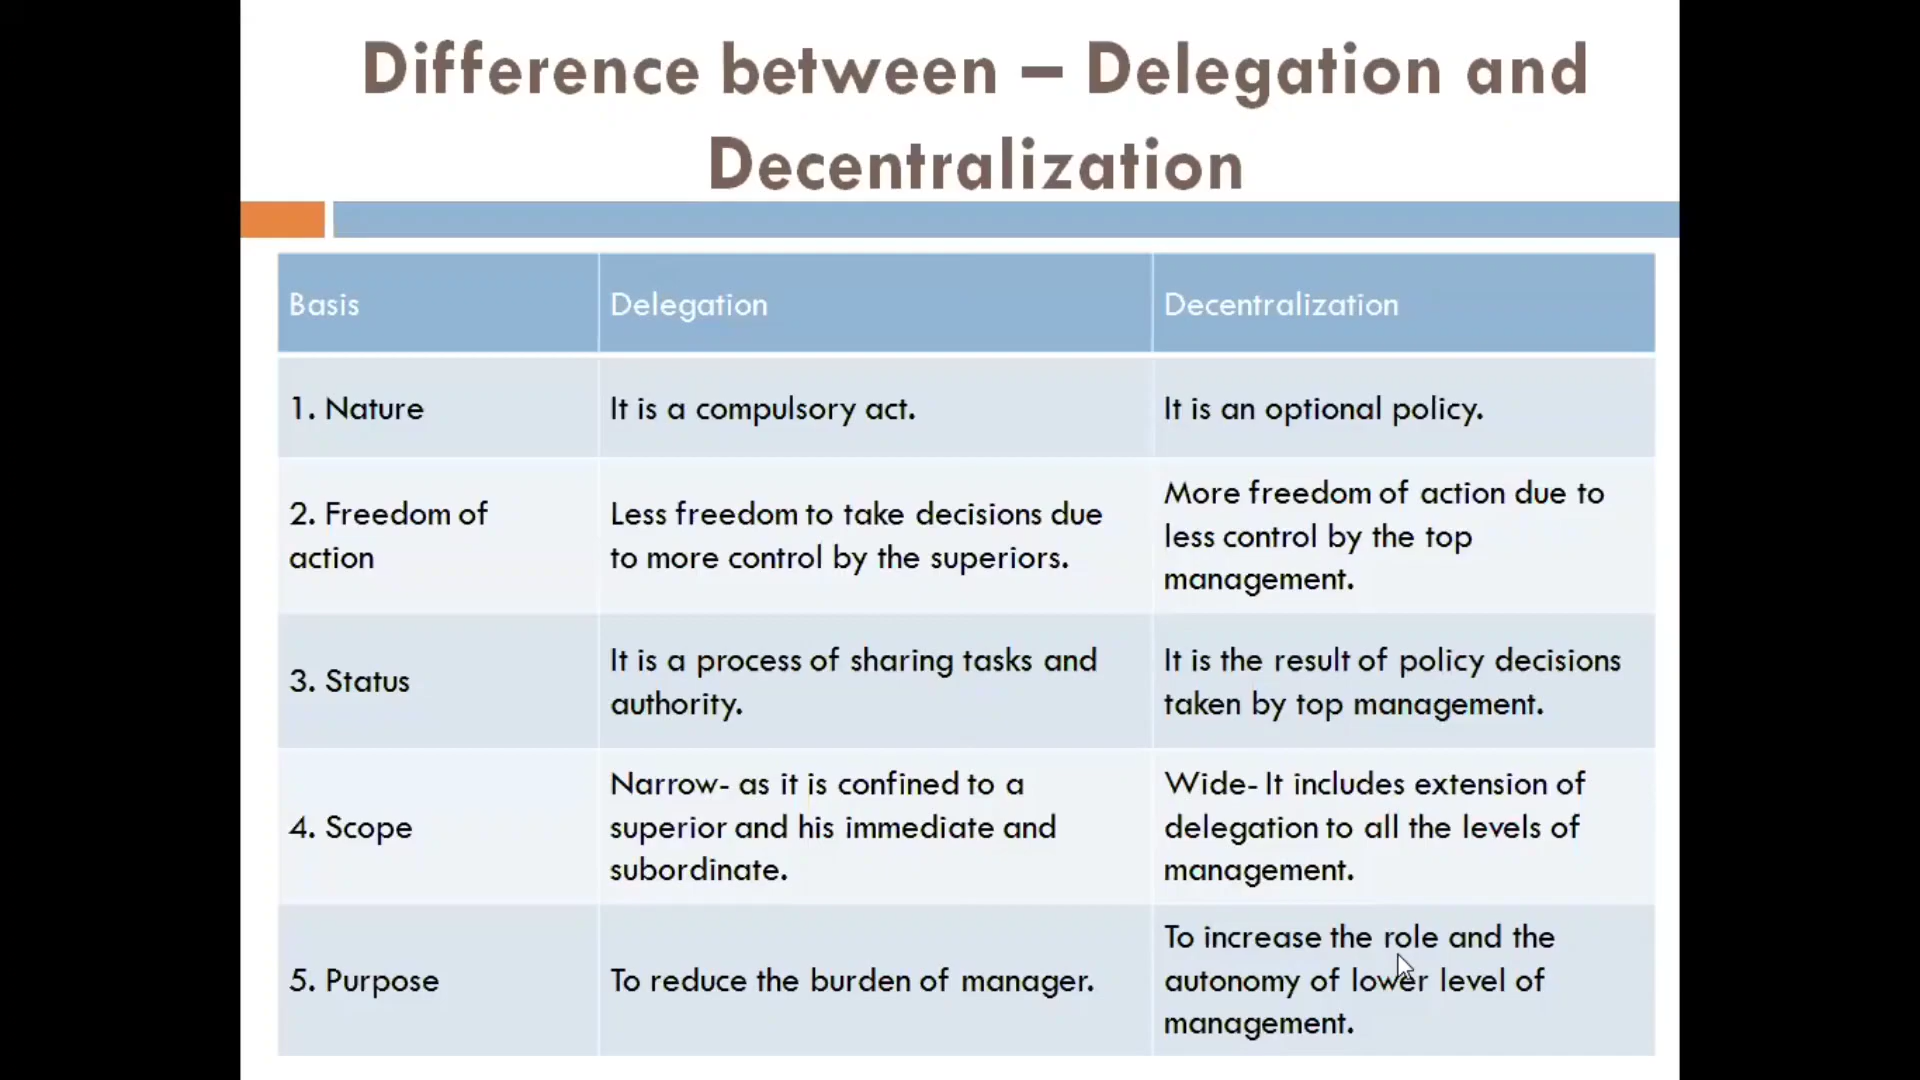 Difference between – Delegation and
Decentralization
Basis
Delegation
Decentralization
1. Nature
It is a compulsory act.
It is an optional policy.
2. Freedom of
action
Less freedom to take decisions due
to more control by the superiors.
More freedom of action due to
less control by the top
management.
3. Status
It is a process of sharing tasks and
authority.
It is the result of policy decisions
taken by top management.
4. Scope
Narrow- as it is confined to a
superior and his immediate and
subordinate.
Wide- It includes extension of
delegation to all the levels of
management.
5. Purpose
To reduce the burden of manager.
To increase the role and the
autonomy of lower level of
management.